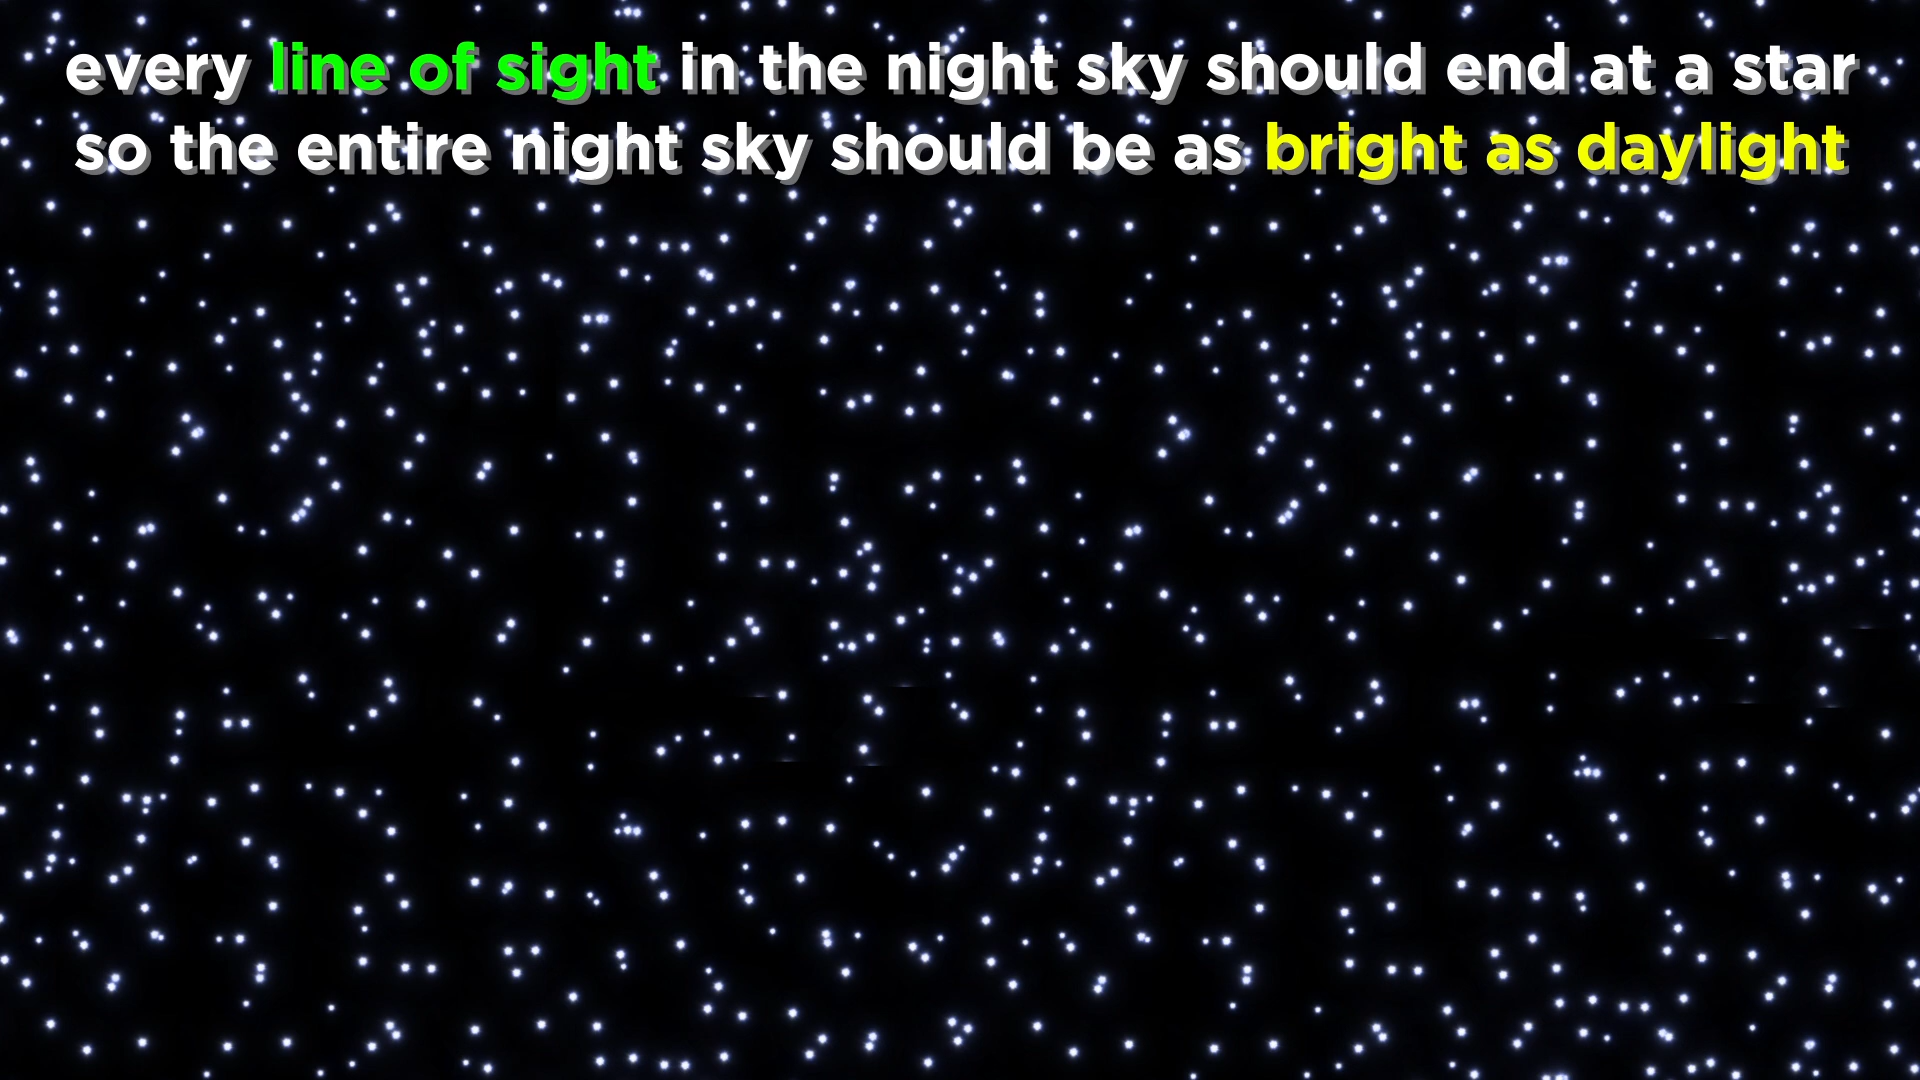 every line of sight in the night sky should end at a star
so the entire night sky should be as bright as daylight